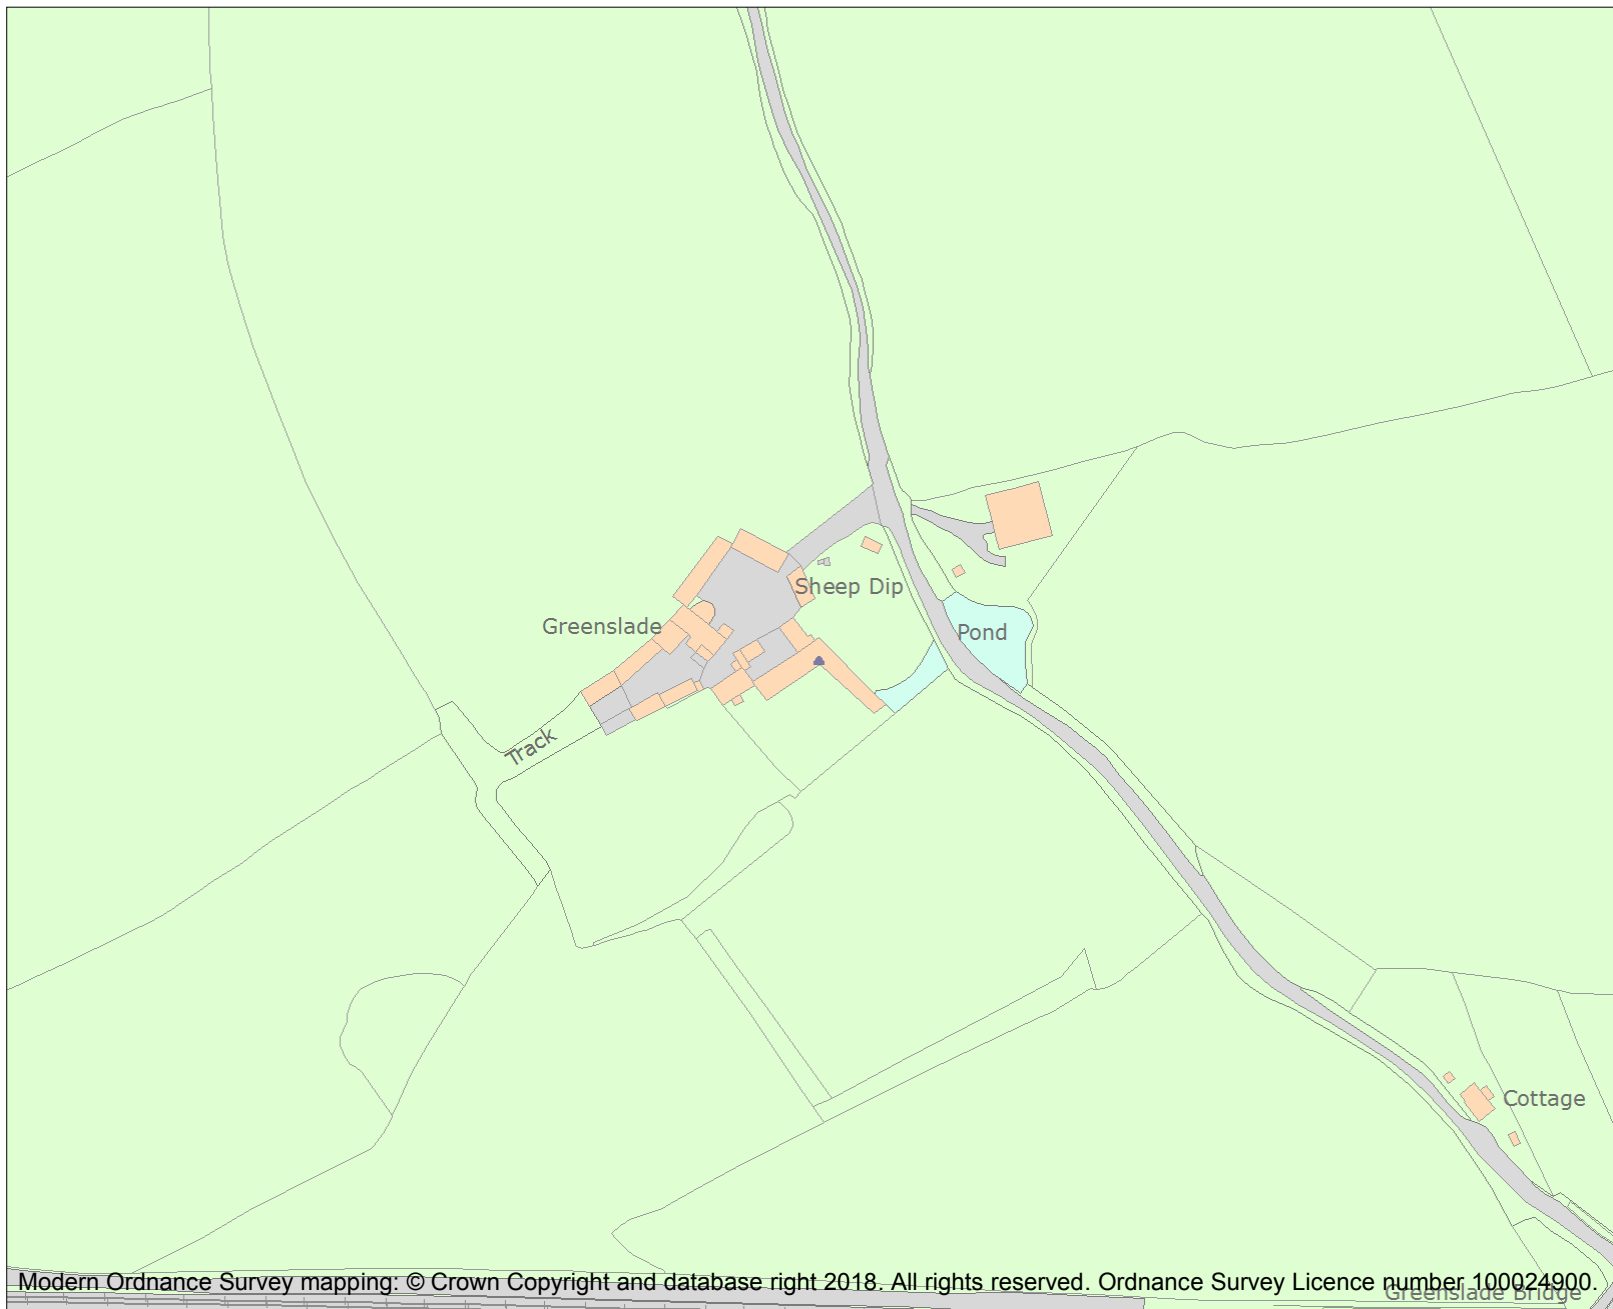 Sheep Dip
Greenslade
Pond
Track
Cottage
Modern Ordnance Survey mapping: © Crown Copyright and database right 2018. All rights reserved. Ordnance Survey Licence number 100024900.
Greenslade Bridge